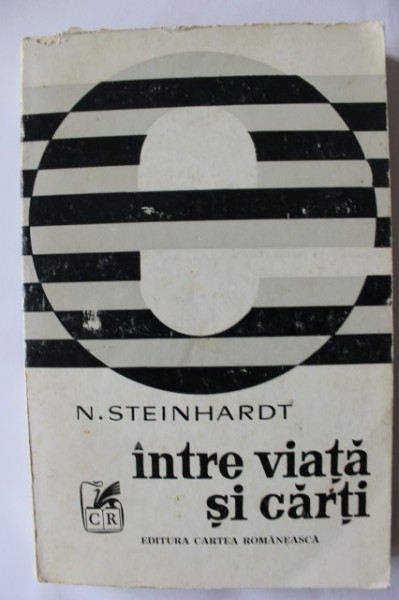 N. STEINHARDT
între viață
și cărți
CR
EDITURA CARTEA ROMÂNEASCĂ